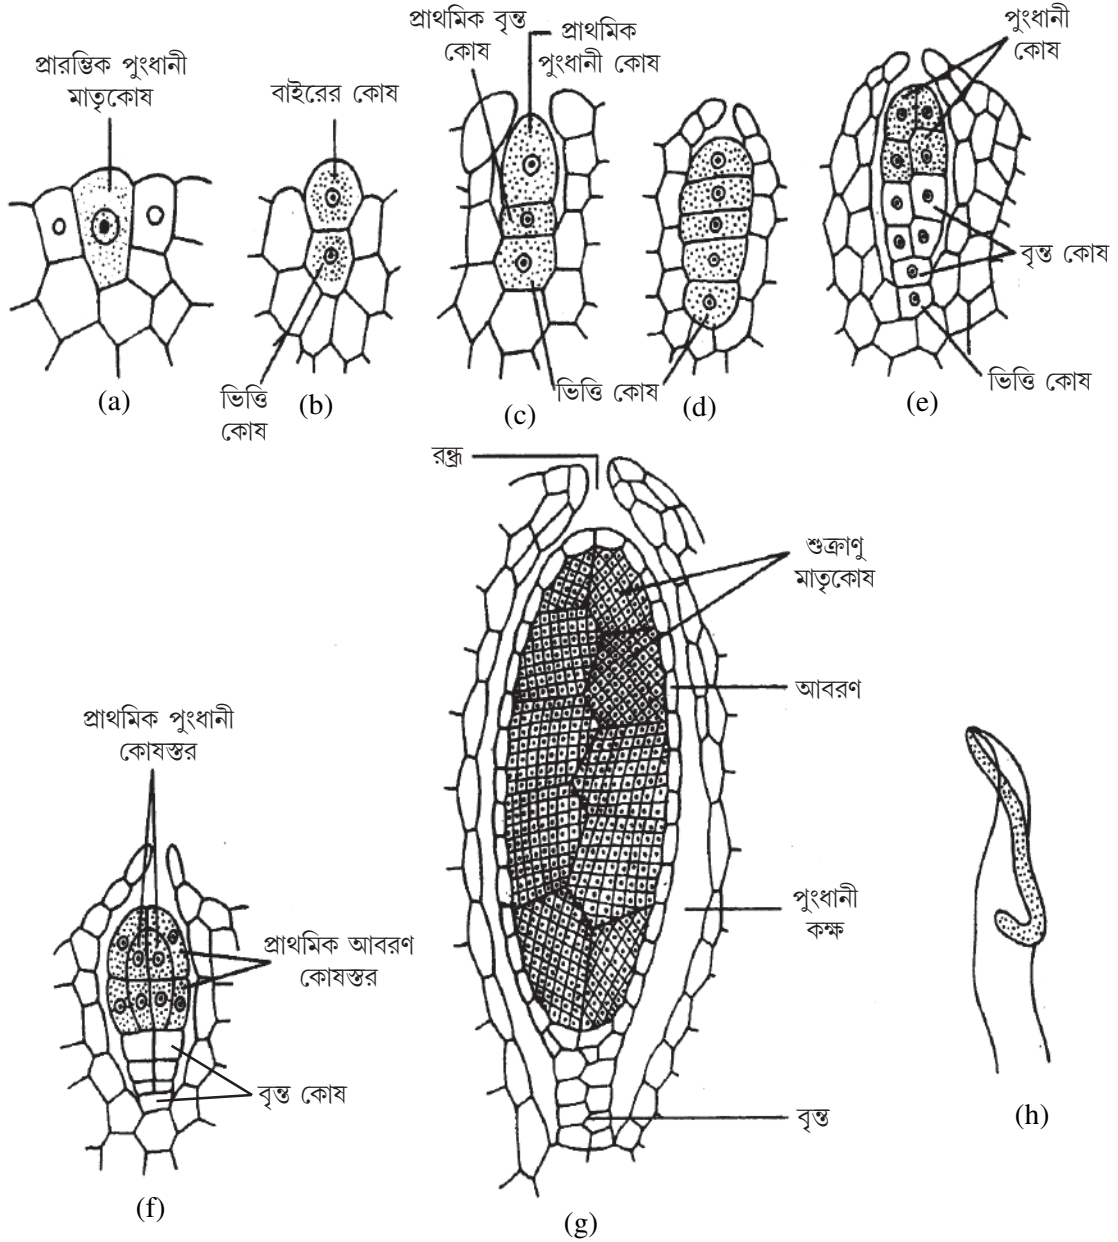 প্রারম্ভিক পুংধানী
মাতৃকোষ
(a)
বাইরের কোষ
ভিত্তি
কোষ
(b)
প্রাথমিক বৃন্ত
কোষ
প্রাথমিক
পুংধানী কোষ
(c)
ভিত্তি কোষ
(d)
পুংধানী
কোষ
বৃন্ত কোষ
ভিত্তি কোষ
(e)
প্রাথমিক পুংধানী
কোষস্তর
প্রাথমিক আবরণ
কোষস্তর
বৃন্ত কোষ
(f)
রন্ধ্র
শুক্রাণু
মাতৃকোষ
আবরণ
পুংধানী
কক্ষ
বৃন্ত
(g)
(h)